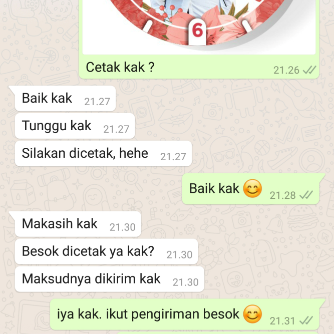 6
Cetak kak ?
21.26
Baik kak
21.27
Tunggu kak
21.27
Silakan dicetak, hehe
21.27
Baik kak 😊
21.28
Makasih kak
21.30
Besok dicetak ya kak?
21.30
Maksudnya dikirim kak
21.30
iya kak. ikut pengiriman besok 😊
21.31